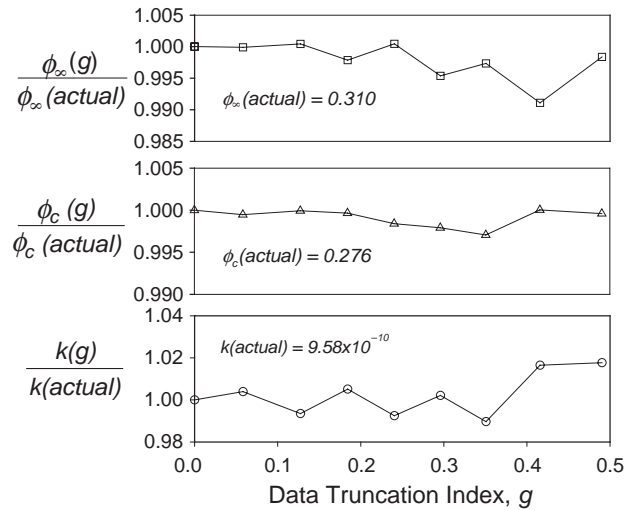 1.005
1.000
0.995
0.990
0.985
ϕ∞(g)
ϕ∞(actual)
ϕ∞(actual) = 0.310
1.005
1.000
0.995
0.990
ϕc (g)
ϕc (actual)
ϕc(actual) = 0.276
1.04
1.02
1.00
0.98
k(g)
k(actual)
k(actual) = 9.58x10⁻¹⁰
0.0 0.1 0.2 0.3 0.4 0.5
Data Truncation Index, g